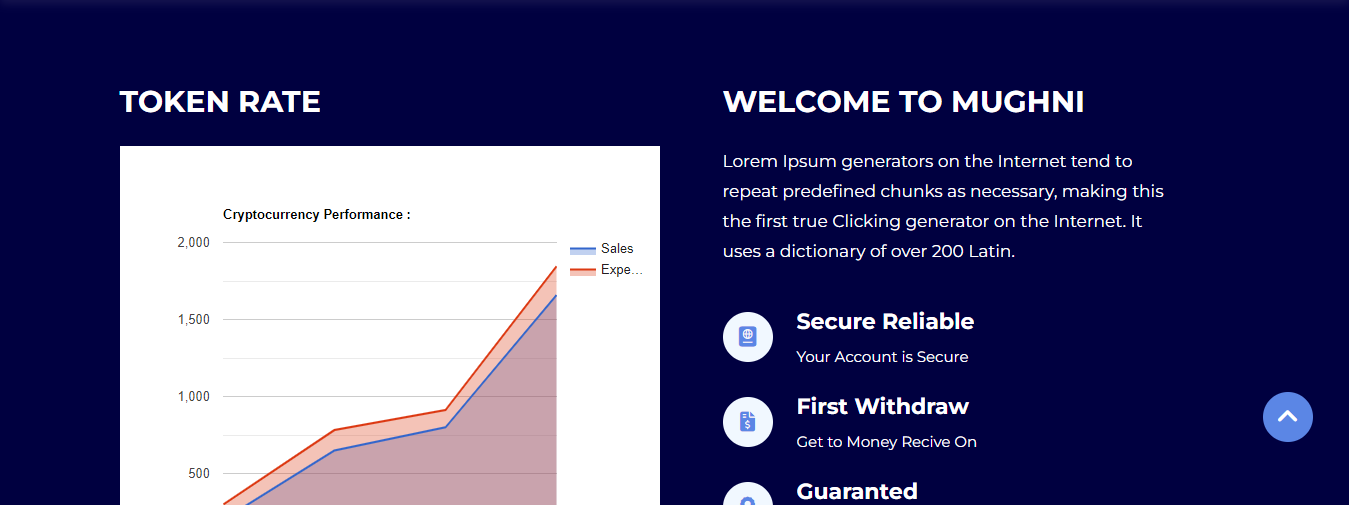 TOKEN RATE
Cryptocurrency Performance :
2,000
1,500
1,000
500
Sales
Expe...
WELCOME TO MUGHNI
Lorem Ipsum generators on the Internet tend to
repeat predefined chunks as necessary, making this
the first true Clicking generator on the Internet. It
uses a dictionary of over 200 Latin.
Secure Reliable
Your Account is Secure
First Withdraw
Get to Money Recive On
Guaranted